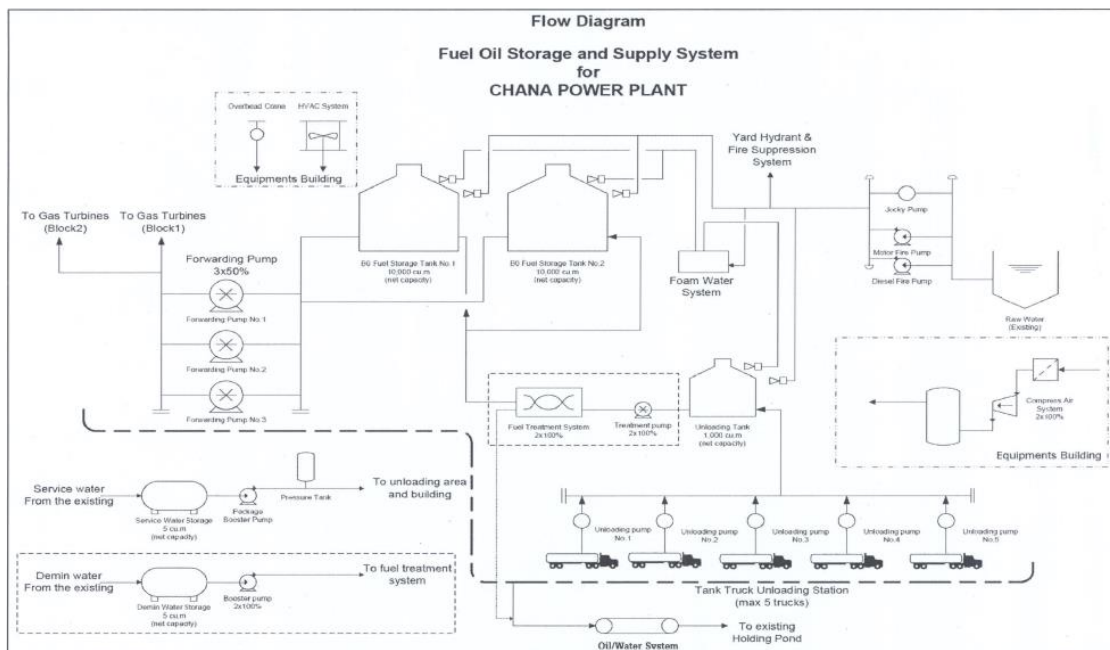 Flow Diagram
Fuel Oil Storage and Supply System
for
CHANA POWER PLANT
Overhead Crane
HVAC System
Equipments Building
Yard Hydrant &
Fire Suppression
System
To Gas Turbines
(Block2)
To Gas Turbines
(Block1)
Forwarding Pump
3x50%
Forwarding Pump No.1
Forwarding Pump No.2
Forwarding Pump No.3
B0 Fuel Storage Tank No.1
10,000 cu.m
(net capacity)
B0 Fuel Storage Tank No.2
10,000 cu.m
(net capacity)
Foam Water
System
Jocky Pump
Motor Fire Pump
Diesel Fire Pump
Raw Water
(Existing)
Fuel Treatment System
2x100%
Treatment pump
2x100%
Unloading Tank
1,000 cu.m
(net capacity)
Compress Air
System
2x100%
Equipments Building
Service water
From the existing
Service Water Storage
5 cu.m
(net capacity)
Package
Booster Pump
Pressure Tank
To unloading area
and building
Unloading pump
No.1
Unloading pump
No.2
Unloading pump
No.3
Unloading pump
No.4
Unloading pump
No.5
Tank Truck Unloading Station
(max 5 trucks)
Demin water
From the existing
Demin Water Storage
5 cu.m
(net capacity)
Booster pump
2x100%
To fuel treatment
system
Oil/Water System
To existing
Holding Pond